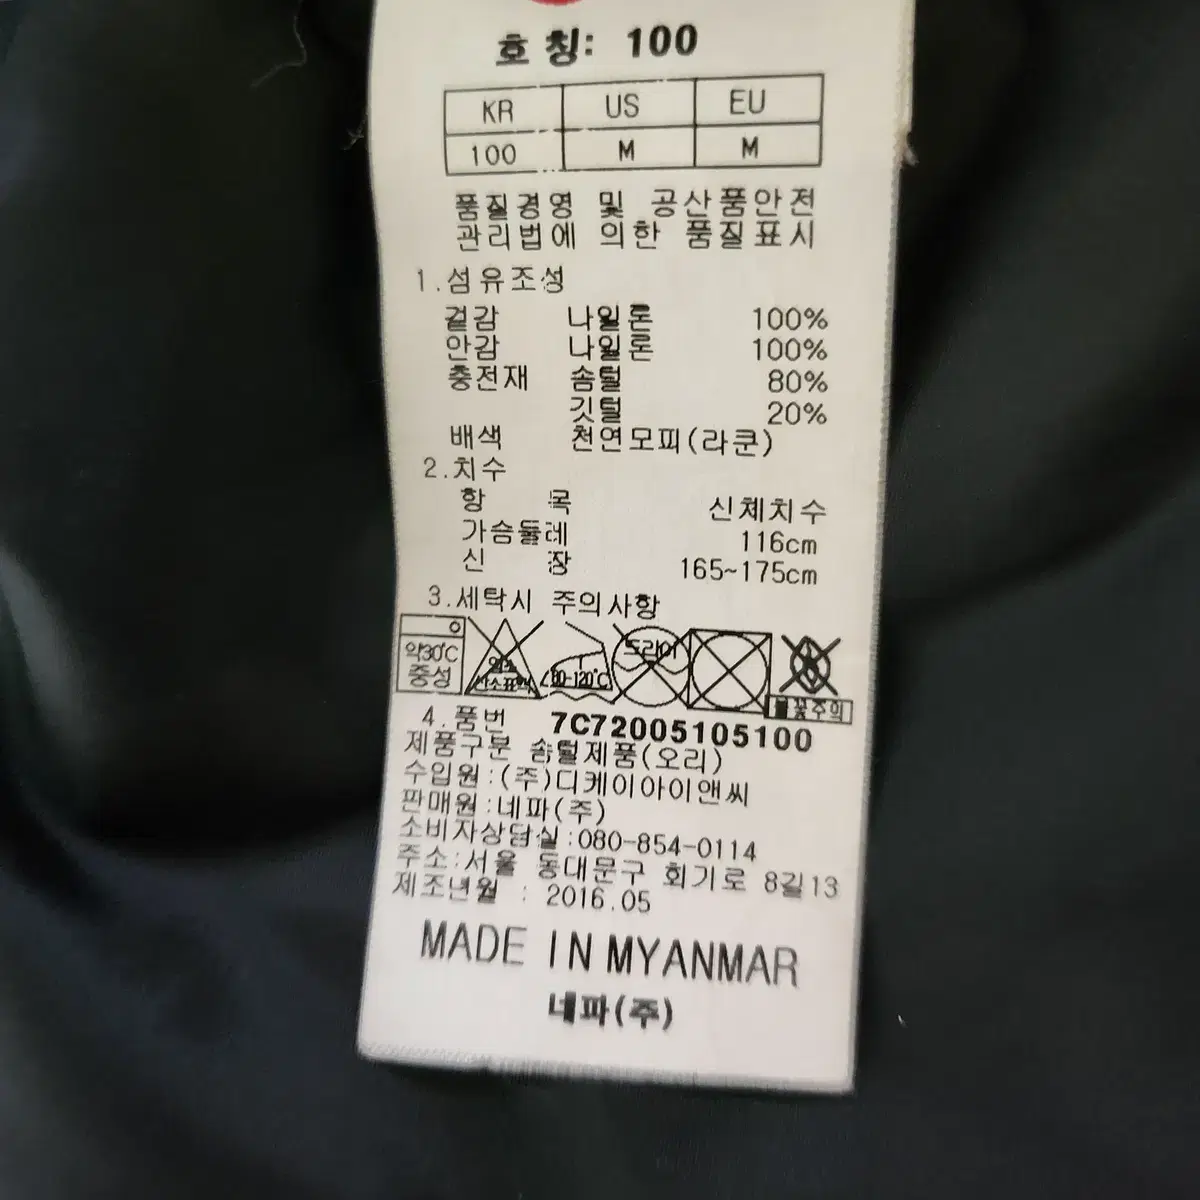 호칭: 100
KR US EU
100 M M
품질경영 및 공산품안전
관리법에 의한 품질표시
1.섬유조성
겉감 나일론 100%
안감 나일론 100%
충전재 솜털 80%
깃털 20%
배색 천연모피(라쿤)
2.치수
항 목 신체치수
가슴둘레 116cm
신 장 165~175cm
3.세탁시 주의사항
약30℃
중성
산소표백
80-120℃
드라이
불꽃주의
4.품번 7C72005105100
제품구분 솜털제품(오리)
수입원:(주)디케이아이앤씨
판매원:네파(주)
소비자상담실:080-854-0114
주소:서울 동대문구 회기로 8길13
제조년월 : 2016.05
MADE IN MYANMAR
네파(주)